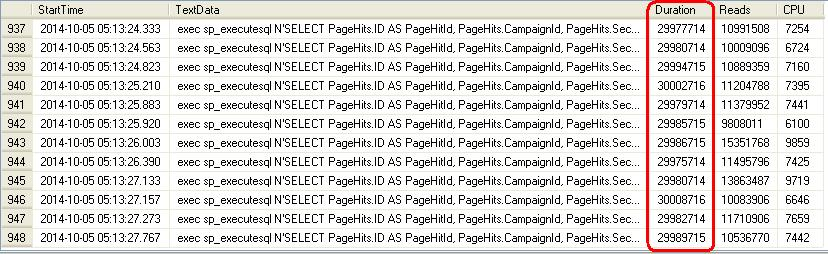 StartTime TextData Duration Reads CPU
937 2014-10-05 05:13:24.333 exec sp_executesql N'SELECT PageHits.ID AS PageHitId, PageHits.CampaignId, PageHits.Sec... 29977714 10991508 7254
938 2014-10-05 05:13:24.563 exec sp_executesql N'SELECT PageHits.ID AS PageHitId, PageHits.CampaignId, PageHits.Sec... 29980714 10009096 6724
939 2014-10-05 05:13:24.823 exec sp_executesql N'SELECT PageHits.ID AS PageHitId, PageHits.CampaignId, PageHits.Sec... 29994715 10889359 7160
940 2014-10-05 05:13:25.210 exec sp_executesql N'SELECT PageHits.ID AS PageHitId, PageHits.CampaignId, PageHits.Sec... 30002716 11204788 7395
941 2014-10-05 05:13:25.883 exec sp_executesql N'SELECT PageHits.ID AS PageHitId, PageHits.CampaignId, PageHits.Sec... 29979714 11379952 7441
942 2014-10-05 05:13:25.920 exec sp_executesql N'SELECT PageHits.ID AS PageHitId, PageHits.CampaignId, PageHits.Sec... 29985715 9808011 6100
943 2014-10-05 05:13:26.003 exec sp_executesql N'SELECT PageHits.ID AS PageHitId, PageHits.CampaignId, PageHits.Sec... 29986715 15351768 9859
944 2014-10-05 05:13:26.390 exec sp_executesql N'SELECT PageHits.ID AS PageHitId, PageHits.CampaignId, PageHits.Sec... 29975714 11495796 7425
945 2014-10-05 05:13:27.133 exec sp_executesql N'SELECT PageHits.ID AS PageHitId, PageHits.CampaignId, PageHits.Sec... 29980714 13863487 9719
946 2014-10-05 05:13:27.157 exec sp_executesql N'SELECT PageHits.ID AS PageHitId, PageHits.CampaignId, PageHits.Sec... 30008716 10083906 6646
947 2014-10-05 05:13:27.273 exec sp_executesql N'SELECT PageHits.ID AS PageHitId, PageHits.CampaignId, PageHits.Sec... 29982714 11710906 7659
948 2014-10-05 05:13:27.767 exec sp_executesql N'SELECT PageHits.ID AS PageHitId, PageHits.CampaignId, PageHits.Sec... 29989715 10536770 7442